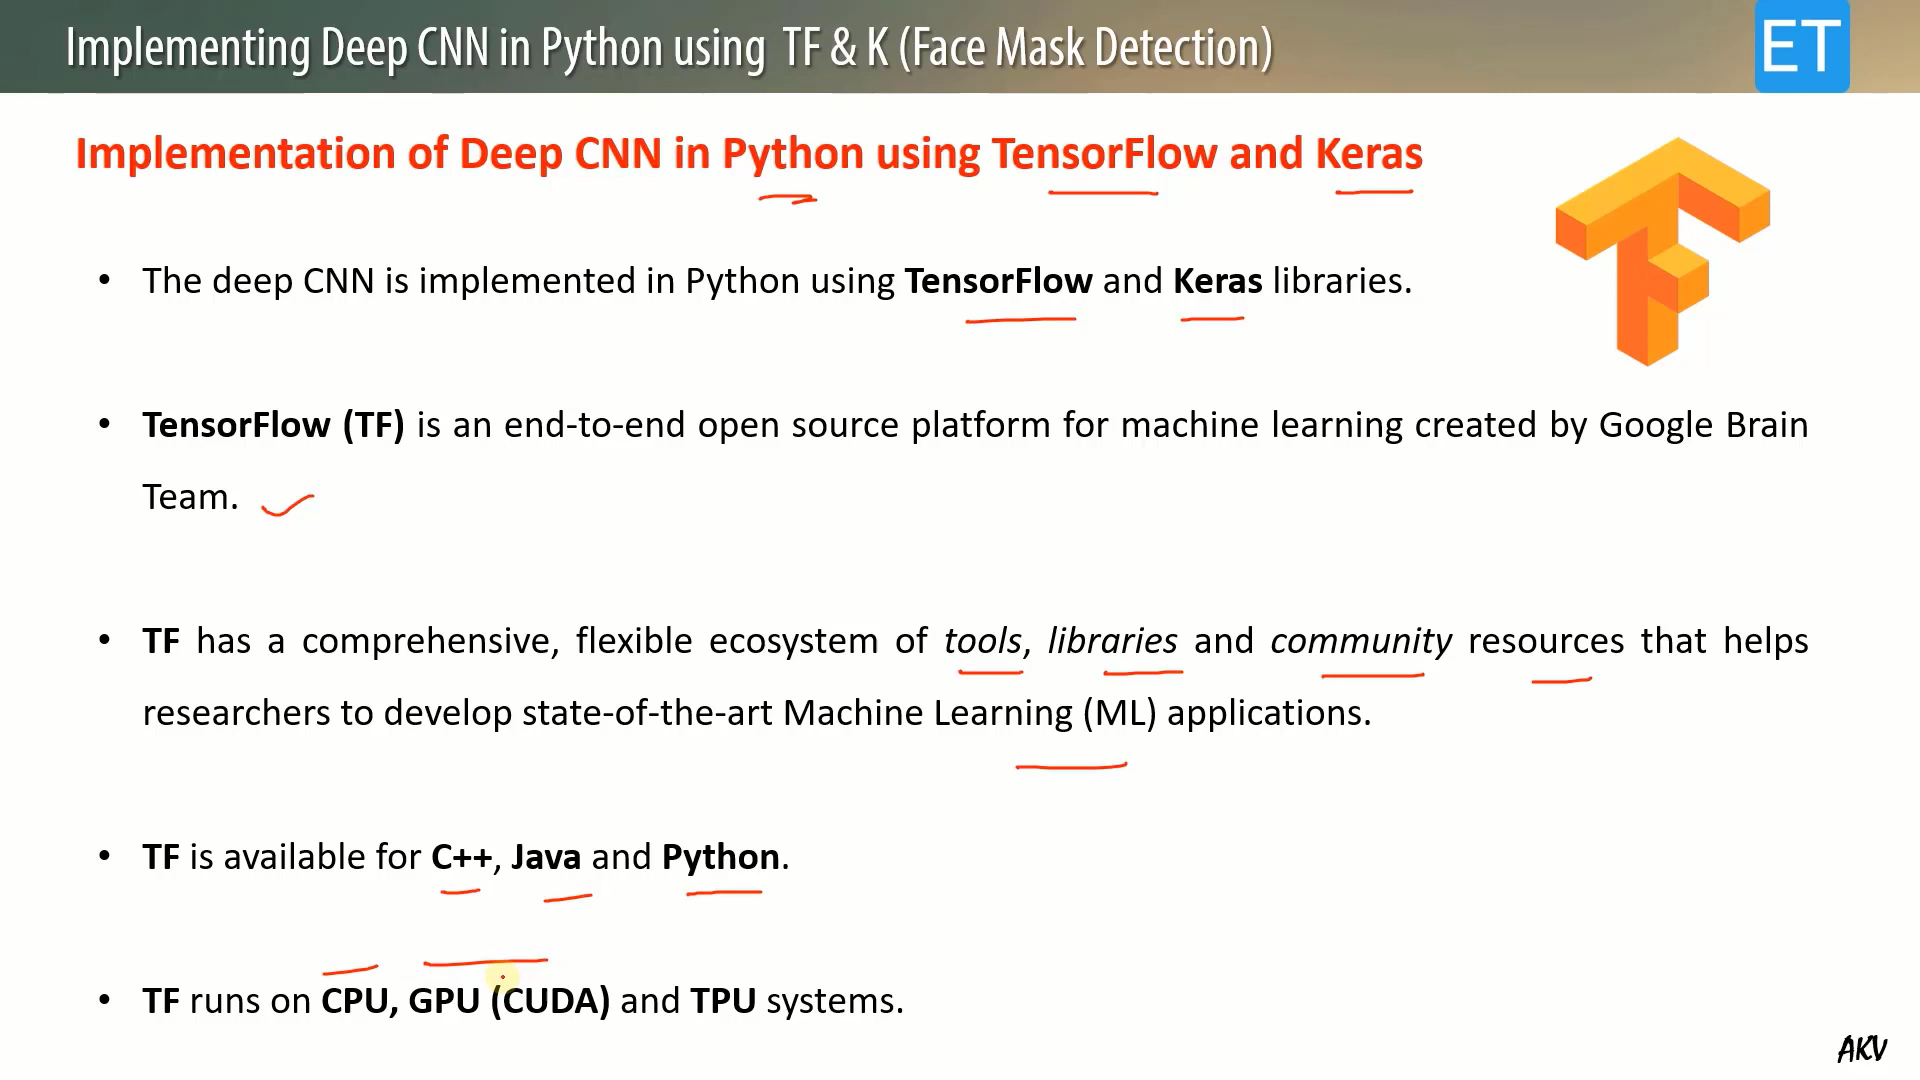 Implementing Deep CNN in Python using TF & K (Face Mask Detection)
ET
Implementation of Deep CNN in Python using TensorFlow and Keras
• The deep CNN is implemented in Python using TensorFlow and Keras libraries.
• TensorFlow (TF) is an end-to-end open source platform for machine learning created by Google Brain
Team.
• TF has a comprehensive, flexible ecosystem of tools, libraries and community resources that helps
researchers to develop state-of-the-art Machine Learning (ML) applications.
• TF is available for C++, Java and Python.
• TF runs on CPU, GPU (CUDA) and TPU systems.
AKV